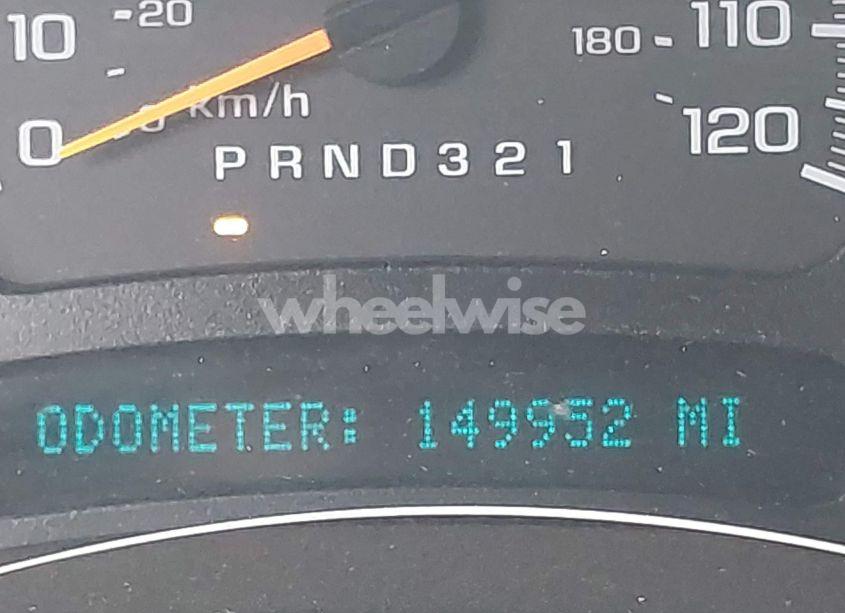 10 -20 180 - 110
km/h
0 120
PRND321
wheelwise
ODOMETER: 149952 MI